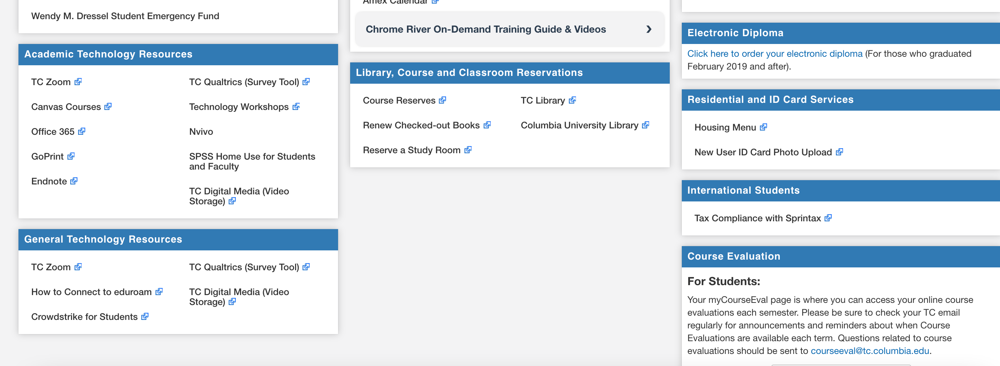 Wendy M. Dressel Student Emergency Fund
Academic Technology Resources
TC Zoom
Canvas Courses
Office 365
GoPrint
Endnote
TC Qualtrics (Survey Tool)
Technology Workshops
Nvivo
SPSS Home Use for Students
and Faculty
TC Digital Media (Video
Storage)
General Technology Resources
TC Zoom
How to Connect to eduroam
Crowdstrike for Students
TC Qualtrics (Survey Tool)
TC Digital Media (Video
Storage)
Amex Calendar
Chrome River On-Demand Training Guide & Videos
Library, Course and Classroom Reservations
Course Reserves
Renew Checked-out Books
Reserve a Study Room
TC Library
Columbia University Library
Electronic Diploma
Click here to order your electronic diploma (For those who graduated
February 2019 and after).
Residential and ID Card Services
Housing Menu
New User ID Card Photo Upload
International Students
Tax Compliance with Sprintax
Course Evaluation
For Students:
Your myCourseEval page is where you can access your online course
evaluations each semester. Please be sure to check your TC email
regularly for announcements and reminders about when Course
Evaluations are available each term. Questions related to course
evaluations should be sent to courseeval@tc.columbia.edu.